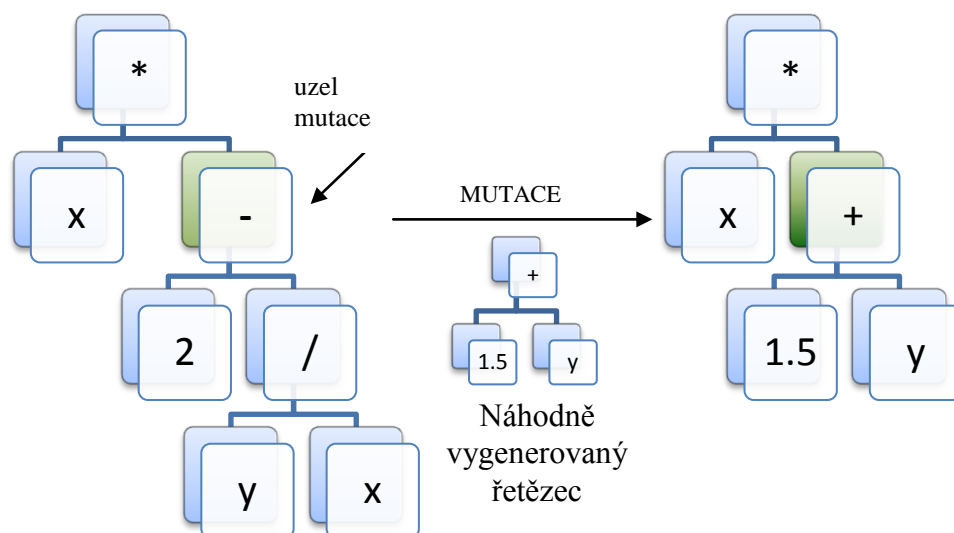 *
x
-
2
/
y
x
uzel
mutace
MUTACE
+
1.5
y
Náhodně
vygenerovaný
řetězec
*
x
+
1.5
y